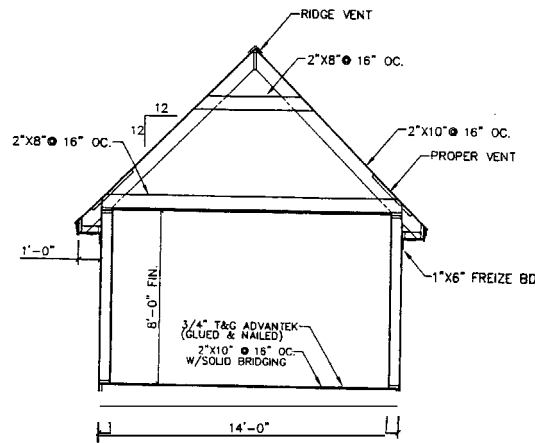 RIDGE VENT
2"X8"@ 16" OC.
12
12
2"X8"@ 16" OC.
2"X10"@ 16" OC.
PROPER VENT
1'-0"
1"X6" FREIZE BD
8'-0" FIN.
3/4" T&G ADVANTEK
(GLUED & NAILED)
2"X10" @ 16" OC.
W/SOLID BRIDGING
14'-0"